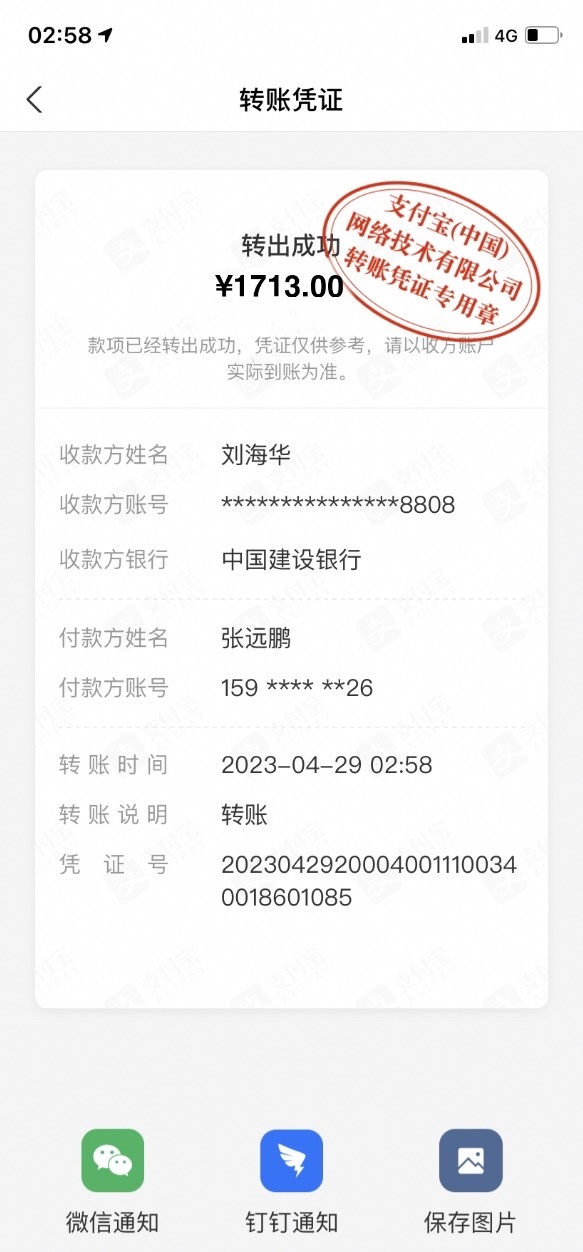 02:58
4G
转账凭证
支付宝(中国)
网络技术有限公司
转账凭证专用章
转出成功
¥1713.00
款项已经转出成功，凭证仅供参考，请以收方账户
实际到账为准。
收款方姓名 刘海华
收款方账号 ***************8808
收款方银行 中国建设银行
付款方姓名 张远鹏
付款方账号 159 **** **26
转账时间 2023-04-29 02:58
转账说明 转账
凭证号 2023042920004001110034
0018601085
微信通知 钉钉通知 保存图片